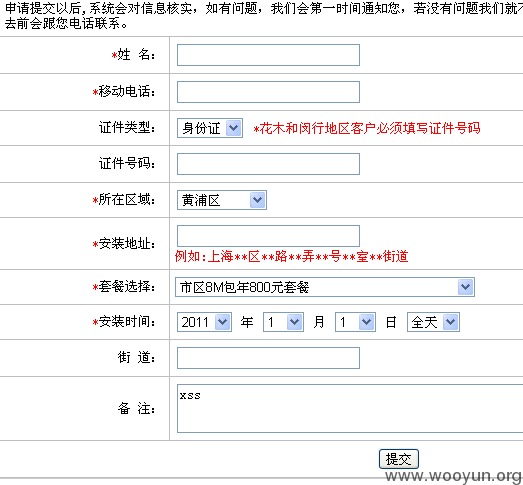 申请提交以后,系统会对信息核实，如有问题，我们会第一时间通知您，若没有问题我们就不
去前会跟您电话联系。
*姓 名：
*移动电话：
证件类型： 身份证 *花木和闵行地区客户必须填写证件号码
证件号码：
*所在区域： 黄浦区
*安装地址：
例如:上海**区**路**弄**号**室**街道
*套餐选择： 市区8M包年800元套餐
*安装时间： 2011 年 1 月 1 日 全天
街 道：
备 注： xss
提交
www.wooyun.org